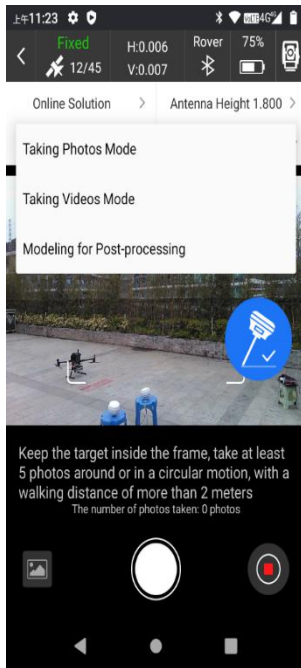 上午11:23
4G
Fixed
12/45
H:0.006
V:0.007
Rover
75%
Online Solution
Antenna Height 1.800
Taking Photos Mode
Taking Videos Mode
Modeling for Post-processing
Keep the target inside the frame, take at least
5 photos around or in a circular motion, with a
walking distance of more than 2 meters
The number of photos taken: 0 photos